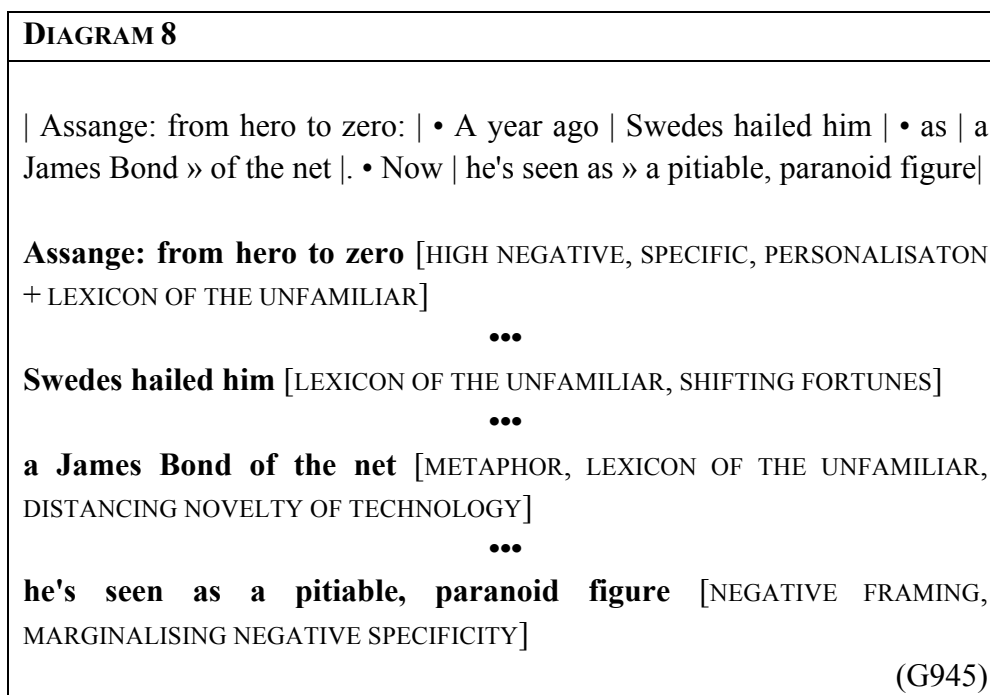 DIAGRAM 8
| Assange: from hero to zero: | • A year ago | Swedes hailed him | • as | a
James Bond » of the net |. • Now | he's seen as » a pitiable, paranoid figure|
Assange: from hero to zero [HIGH NEGATIVE, SPECIFIC, PERSONALISATON
+ LEXICON OF THE UNFAMILIAR]
•••
Swedes hailed him [LEXICON OF THE UNFAMILIAR, SHIFTING FORTUNES]
•••
a James Bond of the net [METAPHOR, LEXICON OF THE UNFAMILIAR,
DISTANCING NOVELTY OF TECHNOLOGY]
•••
he's seen as a pitiable, paranoid figure [NEGATIVE FRAMING,
MARGINALISING NEGATIVE SPECIFICITY]
(G945)